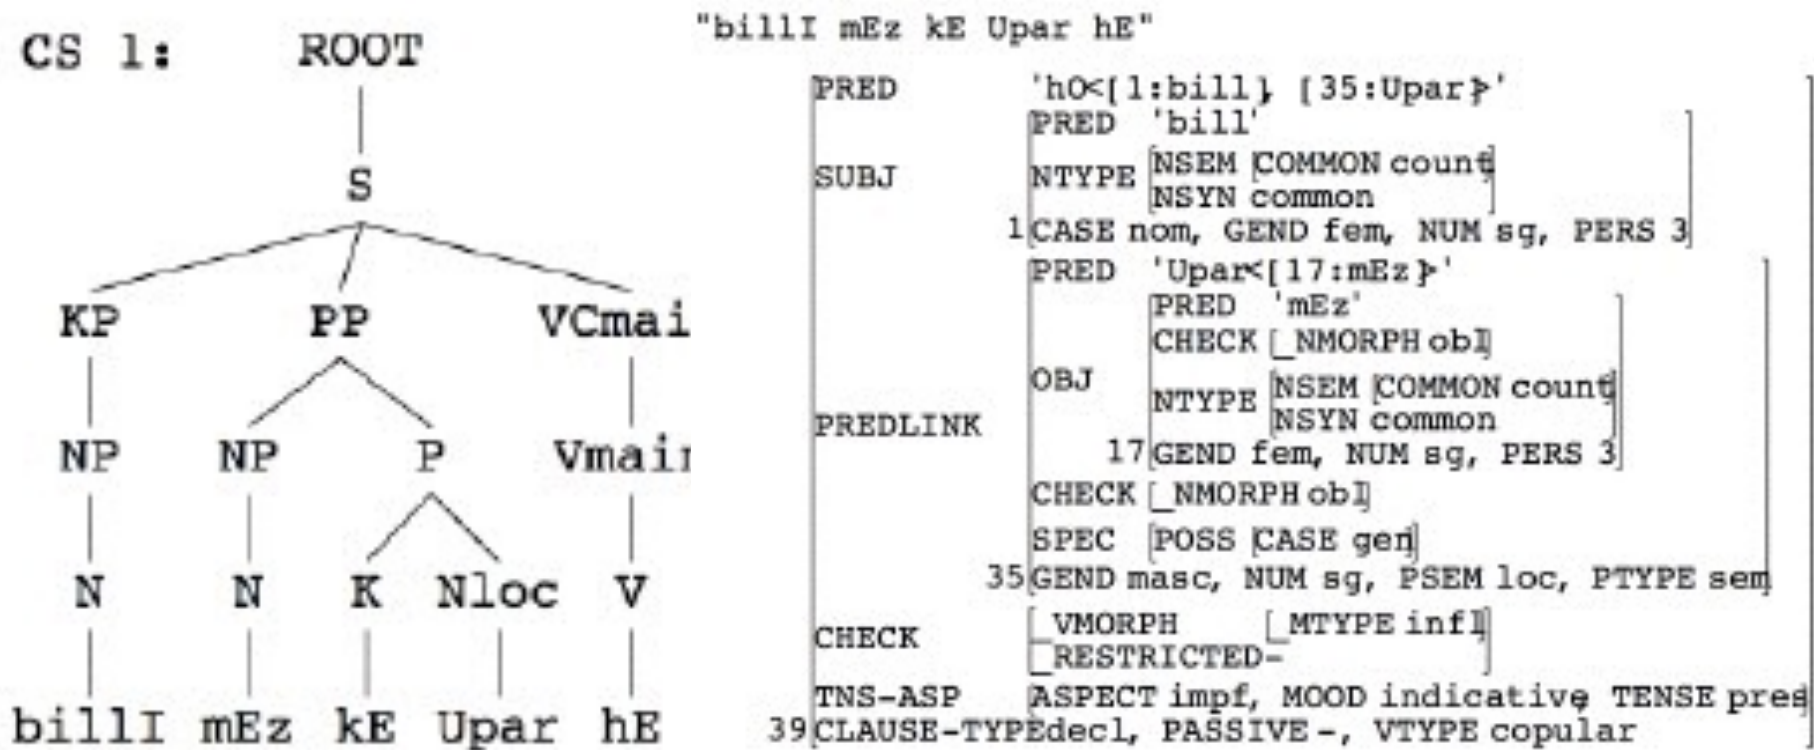 CS 1: ROOT
S
KP PP VCmai
NP NP P Vmain
N N K Nloc V
billI mEz kE Upar hE
"billI mEz kE Upar hE"
PRED 'hO<[1:bill], [35:Upar]>'
PRED 'bill'
SUBJ NTYPE NSEM COMMON count
NSYN common
1 CASE nom, GEND fem, NUM sg, PERS 3
PRED 'Upar<[17:mEz]>'
PRED 'mEz'
CHECK [_NMORPH obl]
OBJ NTYPE NSEM COMMON count
NSYN common
PREDLINK
17 GEND fem, NUM sg, PERS 3
CHECK [_NMORPH obl]
SPEC [POSS [CASE gen]]
35 GEND masc, NUM sg, PSEM loc, PTYPE sem
CHECK _VMORPH [_MTYPE infl]
_RESTRICTED-
TNS-ASP ASPECT impf, MOOD indicative, TENSE pres
39 CLAUSE-TYPE decl, PASSIVE -, VTYPE copular